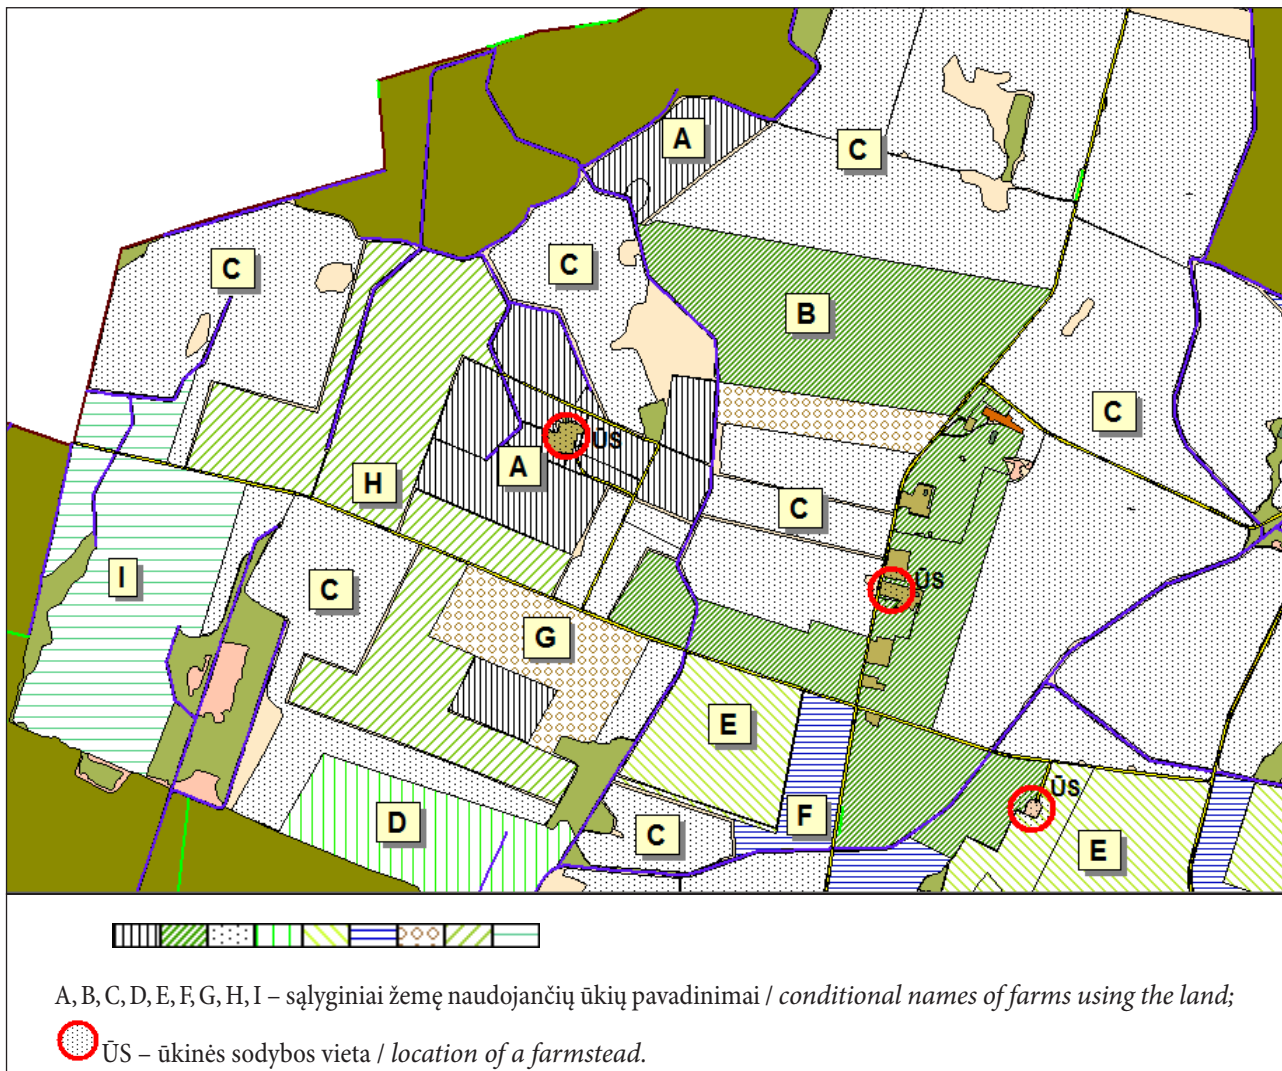 A
C
C
C
B
C
ŪS
A
H
C
I
C
ŪS
G
E
ŪS
F
D
C
E
A, B, C, D, E, F, G, H, I – sąlyginiai žemę naudojančių ūkių pavadinimai / conditional names of farms using the land;
ŪS – ūkinės sodybos vieta / location of a farmstead.